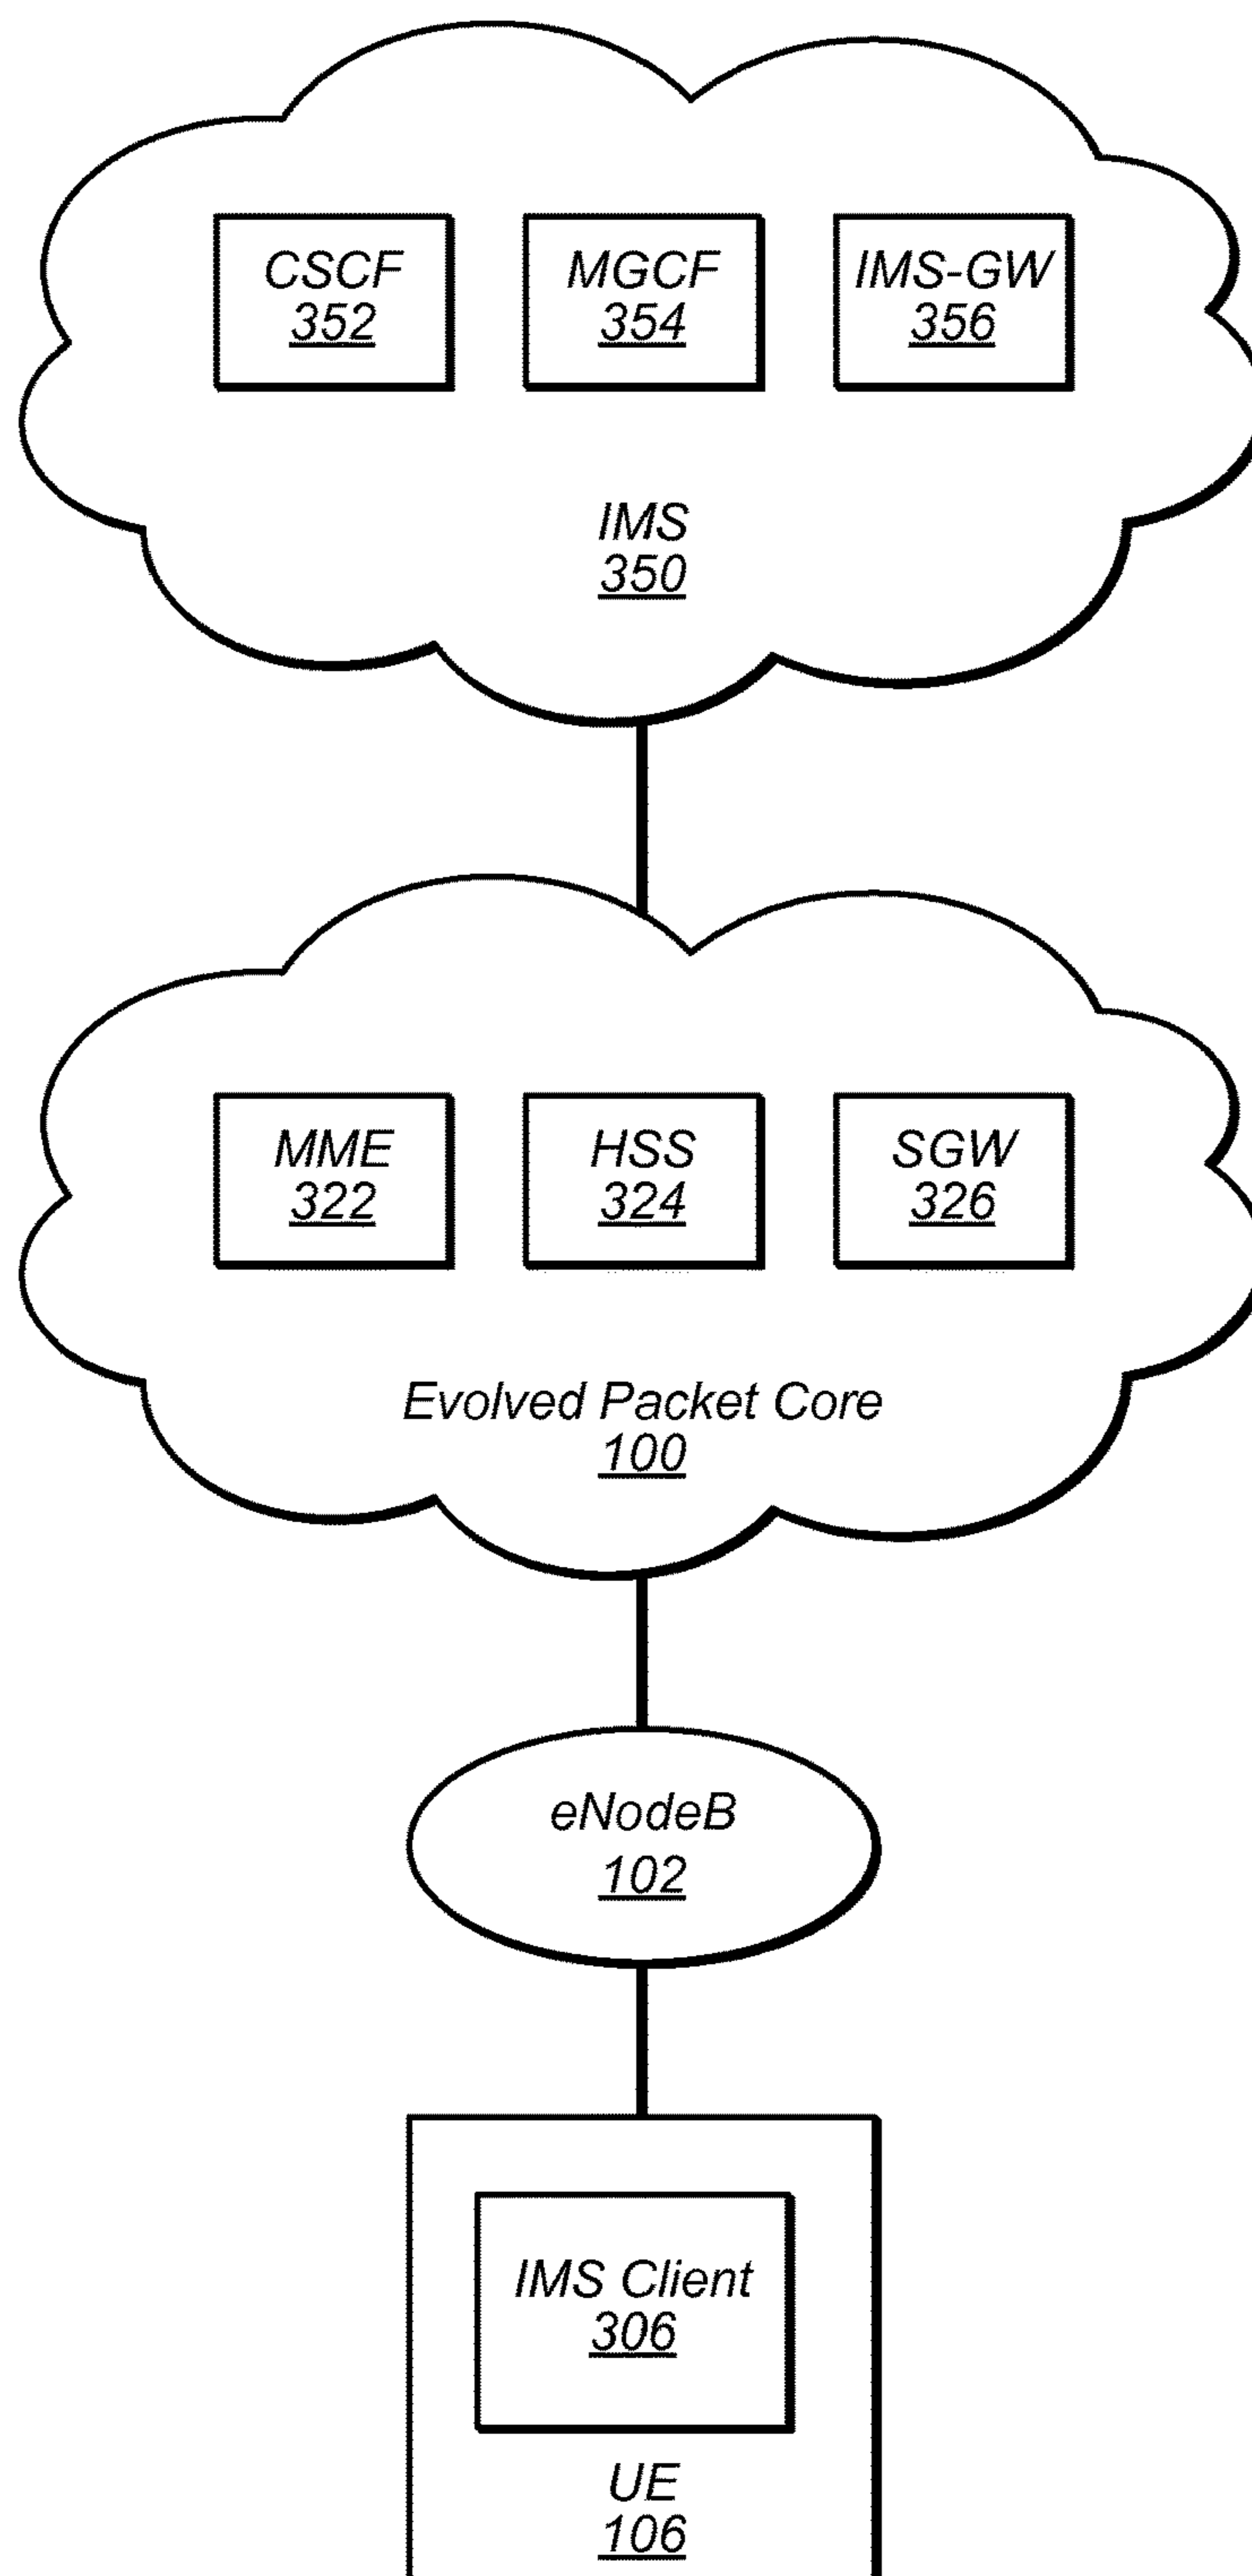 CSCF
352
MGCF
354
IMS-GW
356
IMS
350
MME
322
HSS
324
SGW
326
Evolved Packet Core
100
eNodeB
102
IMS Client
306
UE
106